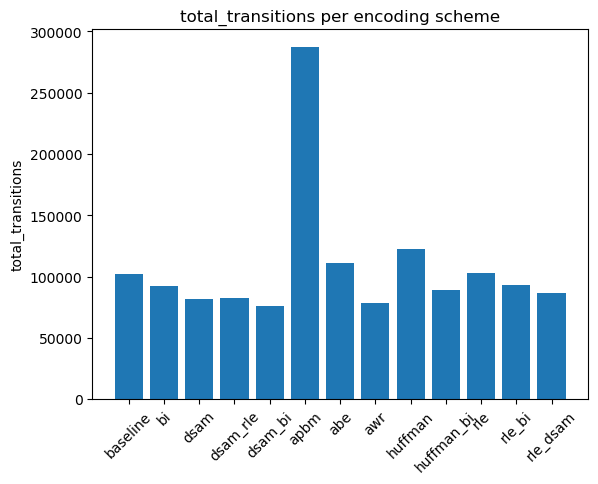 total_transitions per encoding scheme
total_transitions
300000
250000
200000
150000
100000
50000
0
baseline
bi
dsam
dsam_rle
dsam_bi
apbm
abe
awr
huffman
huffman_bi
rle
rle_bi
rle_dsam